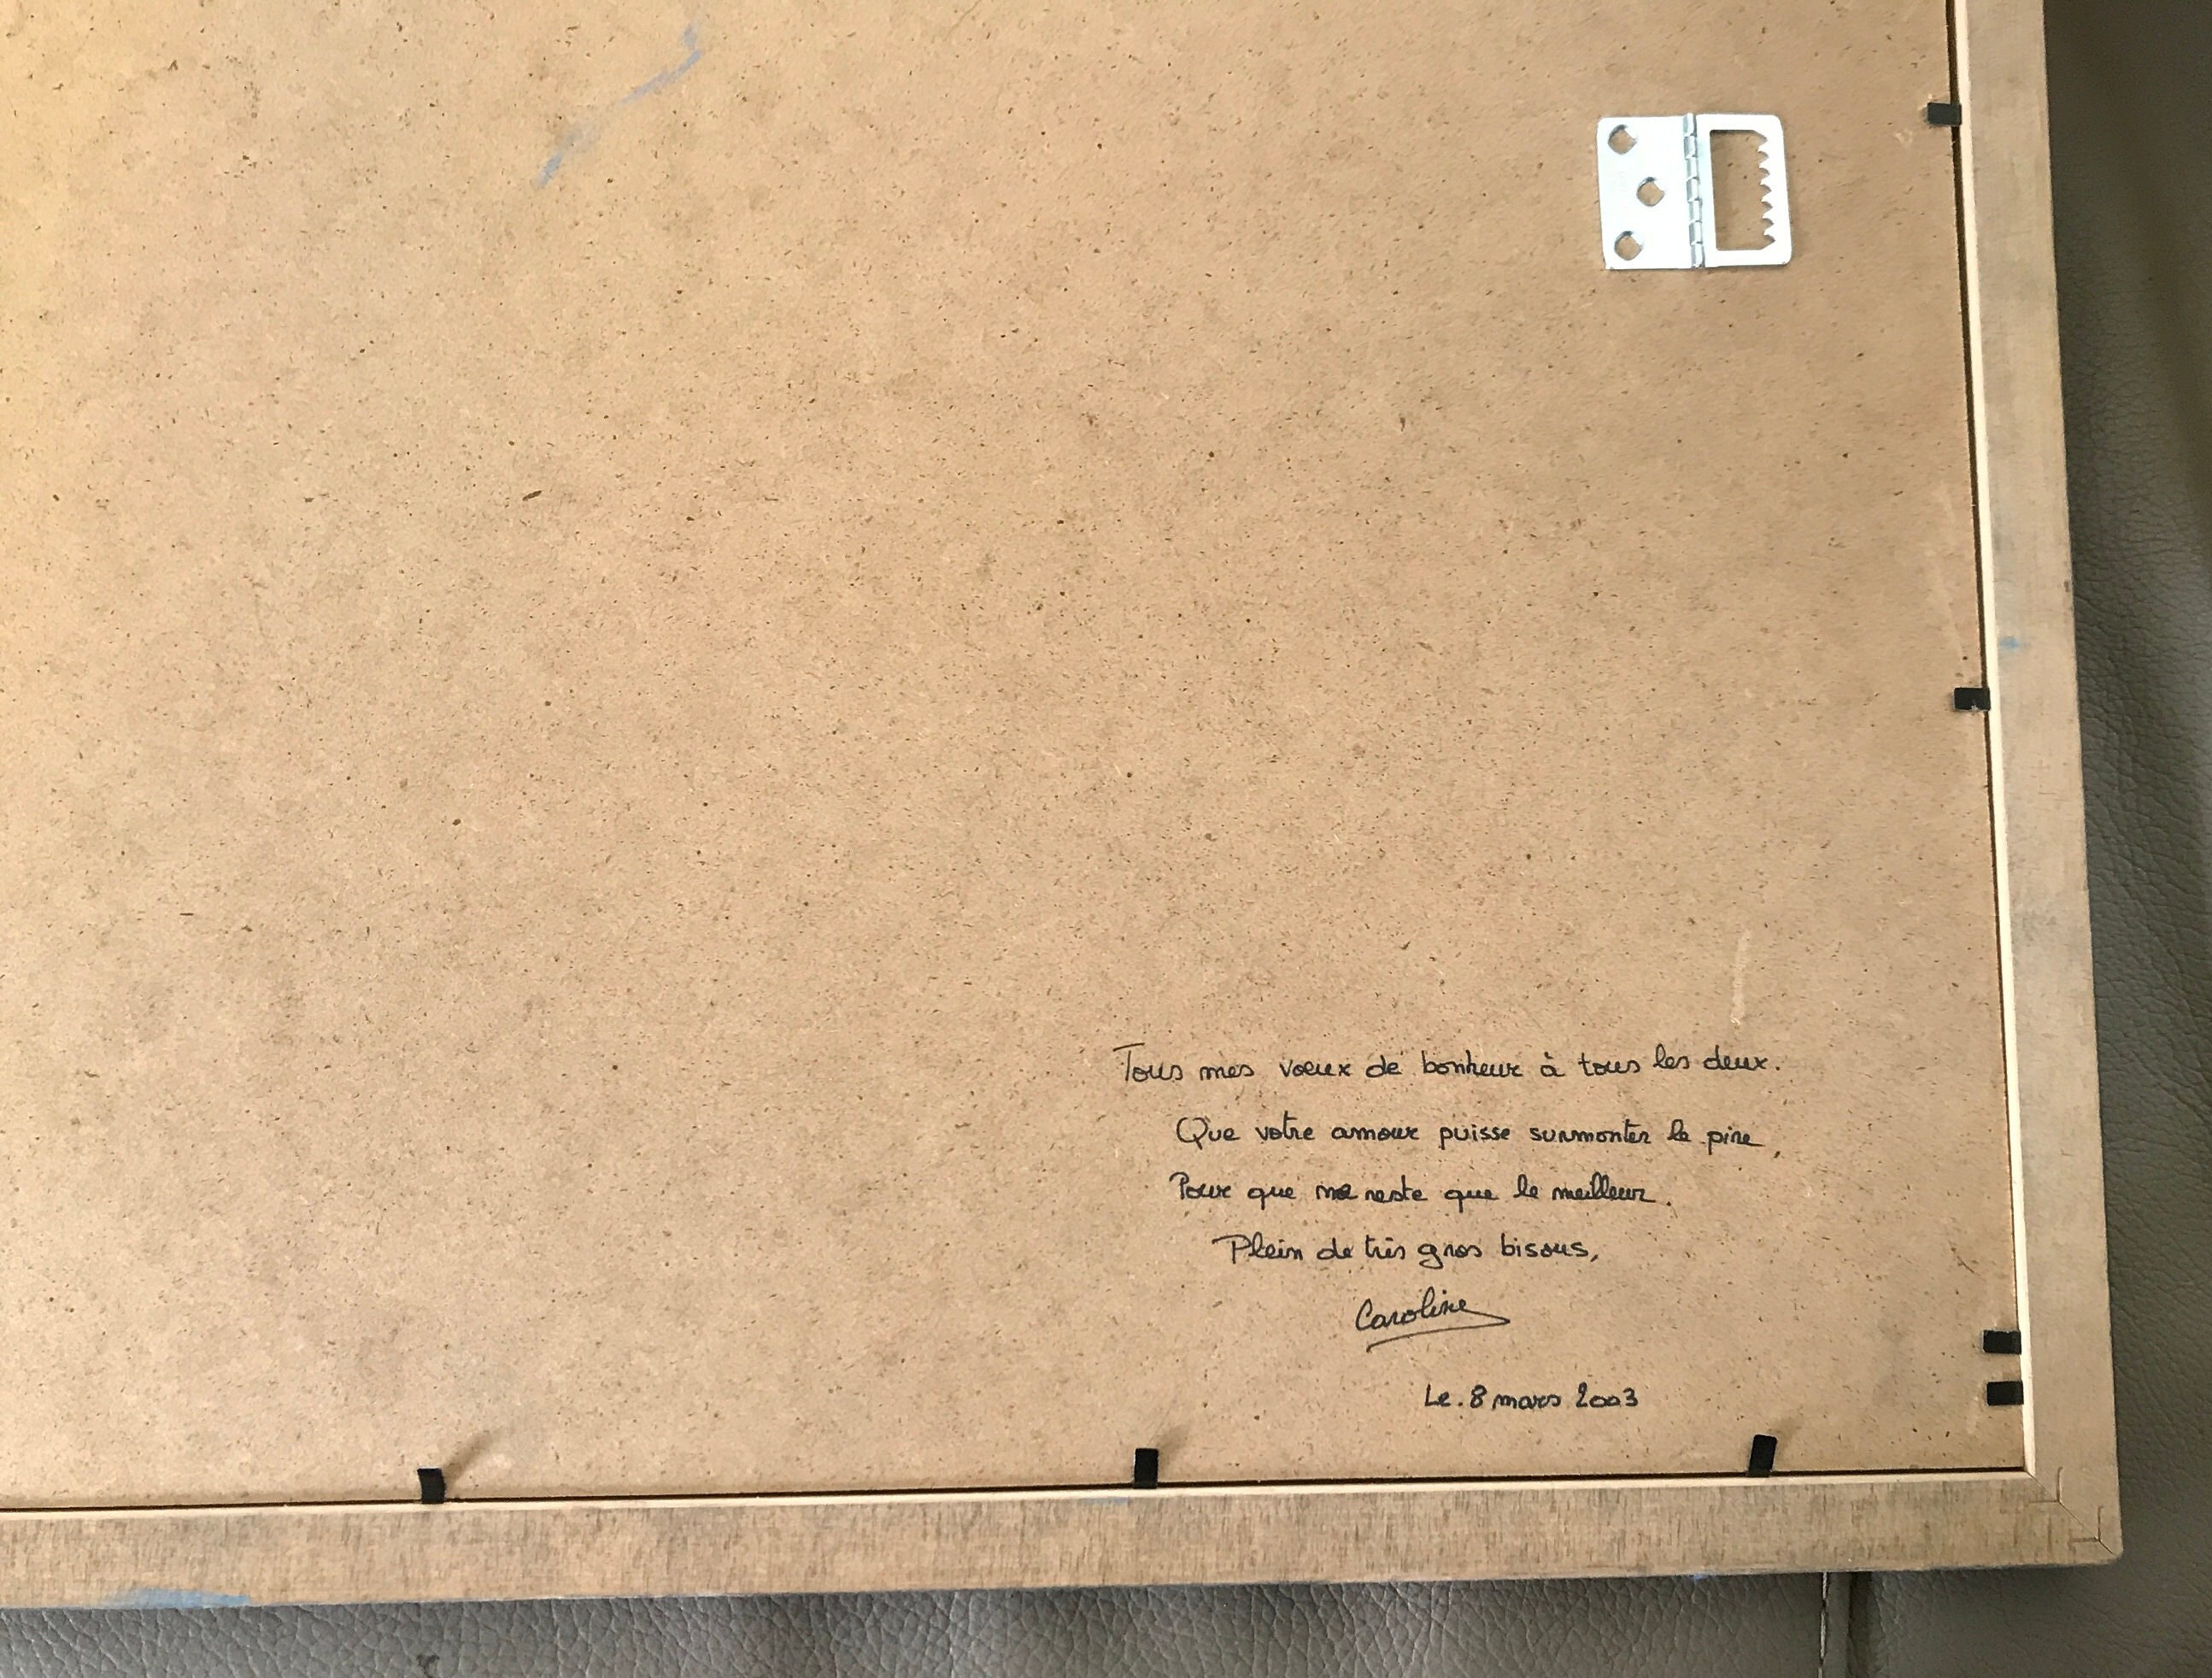 Tous mes vœux de bonheur à tous les deux.
Que votre amour puisse surmonter le pire,
Pour que ne reste que le meilleur.
Plein de très gros bisous,
Caroline
Le. 8 mars 2003